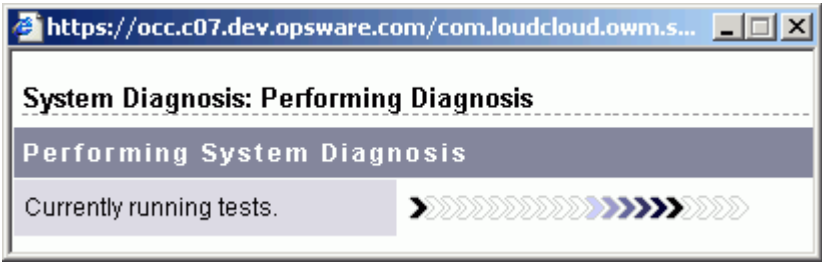 https://occ.c07.dev.opsware.com/com.loudcloud.owm.s...
System Diagnosis: Performing Diagnosis
Performing System Diagnosis
Currently running tests.